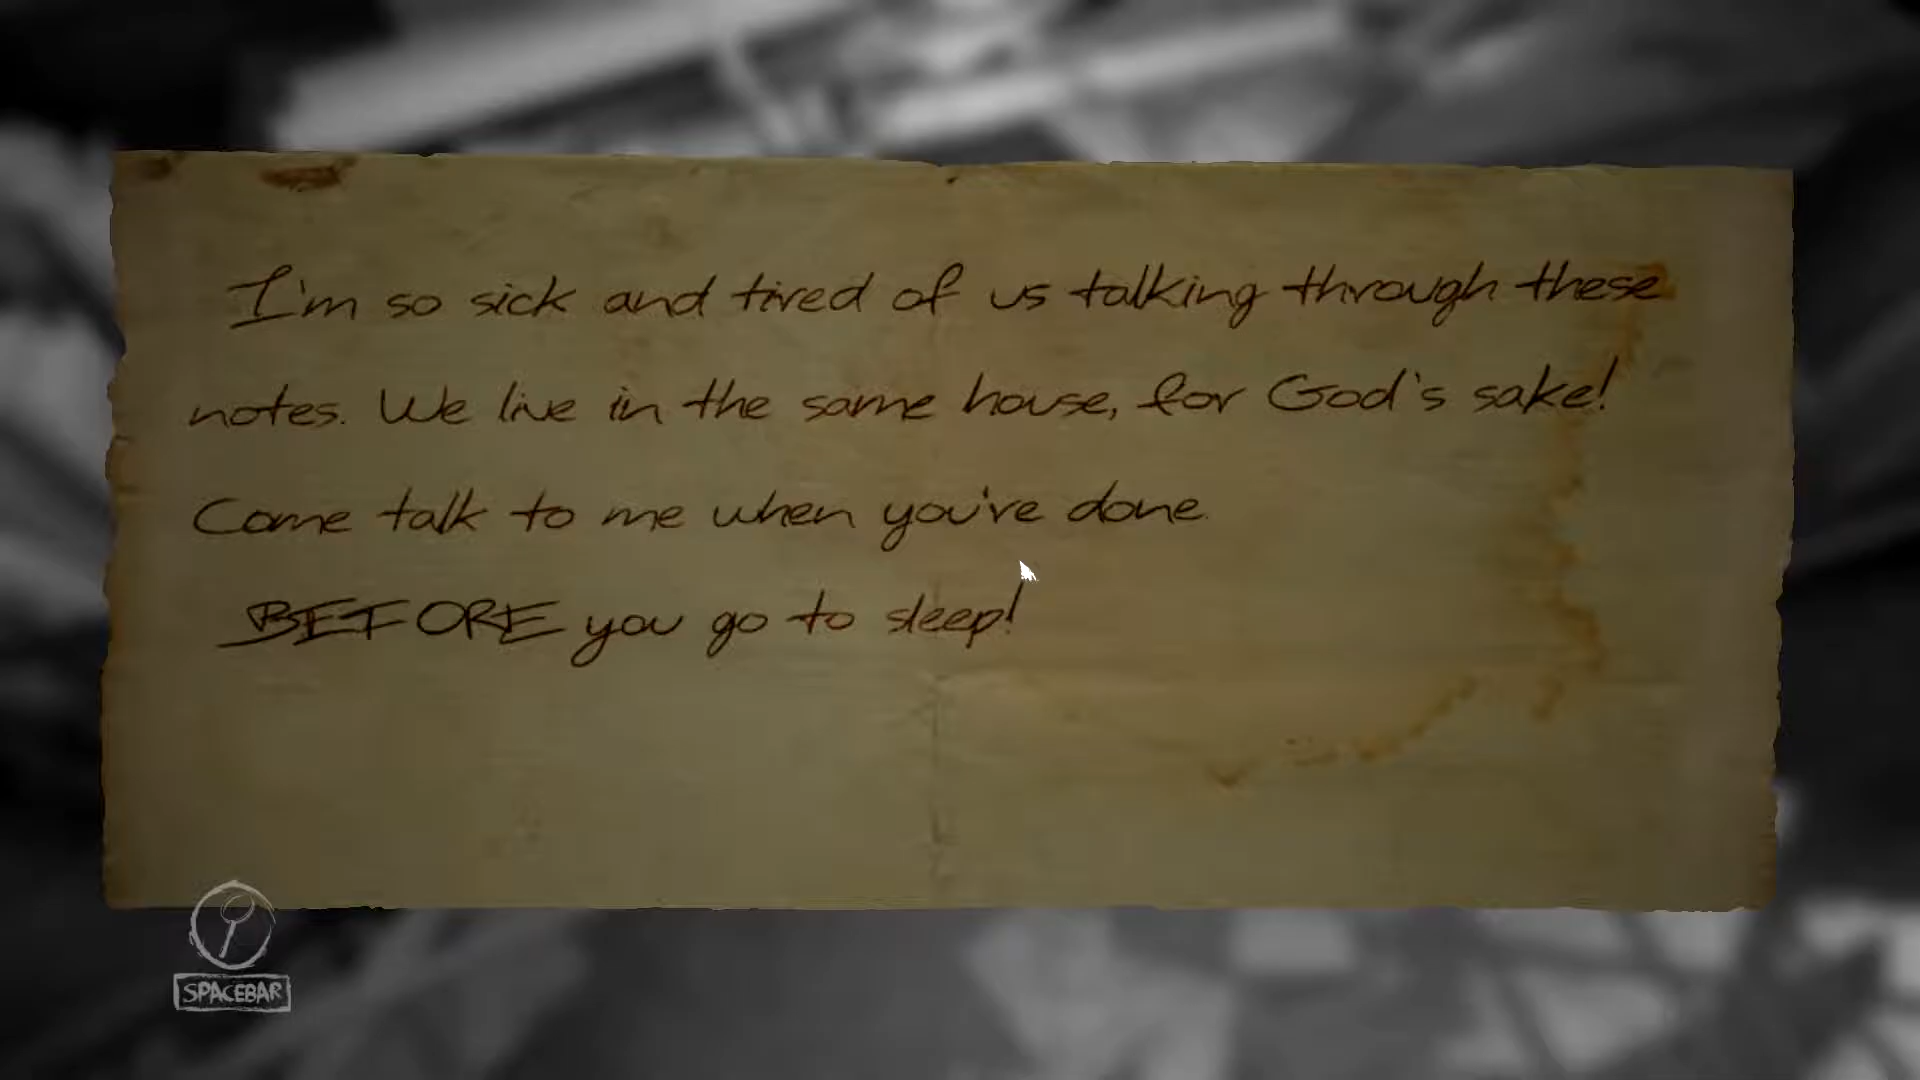 I'm so sick and tired of us talking through these
notes. We live in the same house, for God's sake!
Come talk to me when you're done.
BEFORE you go to sleep!
SPACEBAR